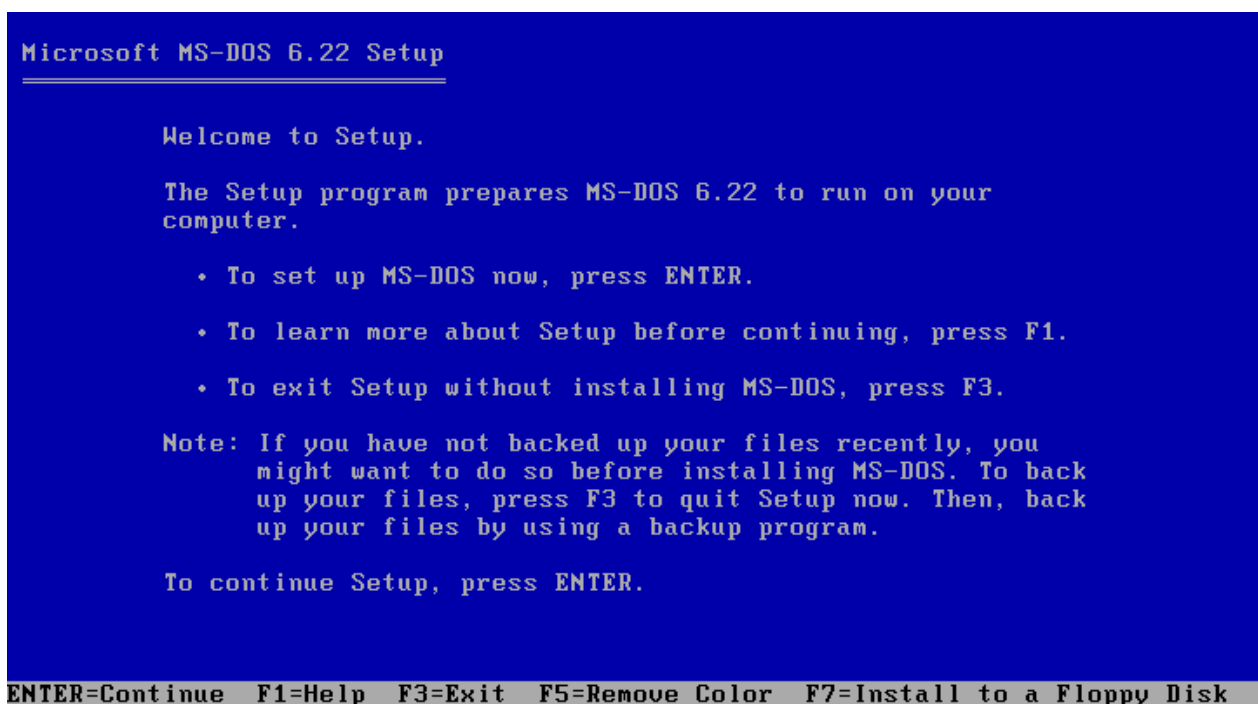 Microsoft MS-DOS 6.22 Setup
Welcome to Setup.
The Setup program prepares MS-DOS 6.22 to run on your
computer.
• To set up MS-DOS now, press ENTER.
• To learn more about Setup before continuing, press F1.
• To exit Setup without installing MS-DOS, press F3.
Note: If you have not backed up your files recently, you
might want to do so before installing MS-DOS. To back
up your files, press F3 to quit Setup now. Then, back
up your files by using a backup program.
To continue Setup, press ENTER.
ENTER=Continue F1=Help F3=Exit F5=Remove Color F7=Install to a Floppy Disk